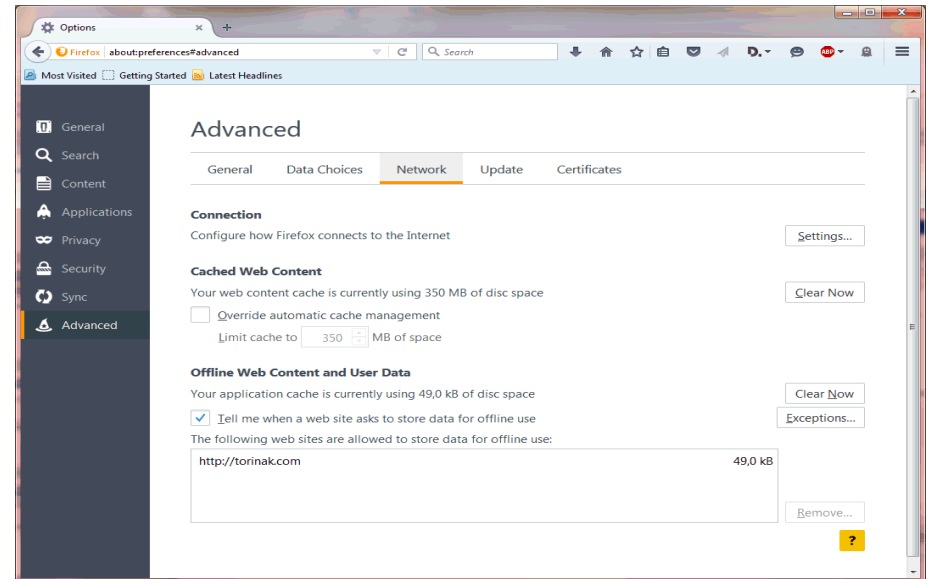 Options
Firefox about:preferences#advanced
Search
D.
ABP
Most Visited Getting Started Latest Headlines
General
Search
Content
Applications
Privacy
Security
Sync
Advanced
Advanced
General Data Choices Network Update Certificates
Connection
Configure how Firefox connects to the Internet Settings...
Cached Web Content
Your web content cache is currently using 350 MB of disc space Clear Now
Override automatic cache management
Limit cache to 350 MB of space
Offline Web Content and User Data
Your application cache is currently using 49,0 kB of disc space Clear Now
Tell me when a web site asks to store data for offline use Exceptions...
The following web sites are allowed to store data for offline use:
http://torinak.com 49,0 kB
Remove...
?